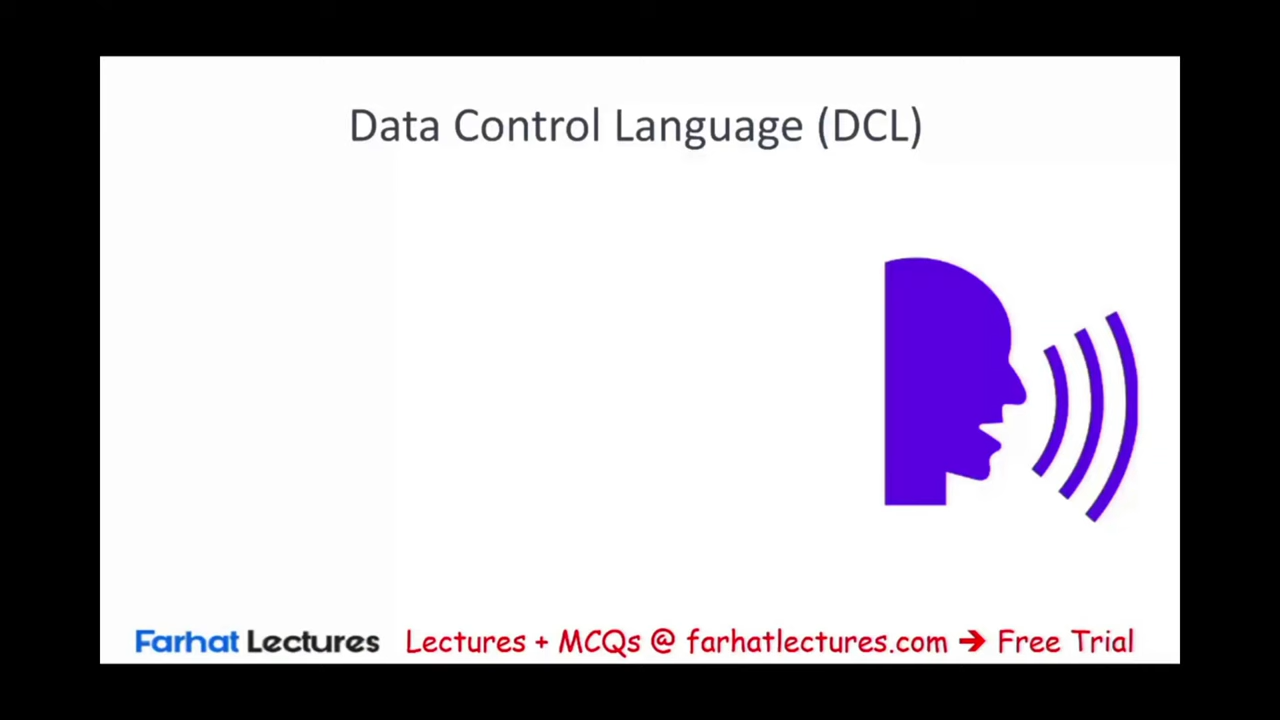 Data Control Language (DCL)
Farhat Lectures Lectures + MCQs @ farhatlectures.com → Free Trial